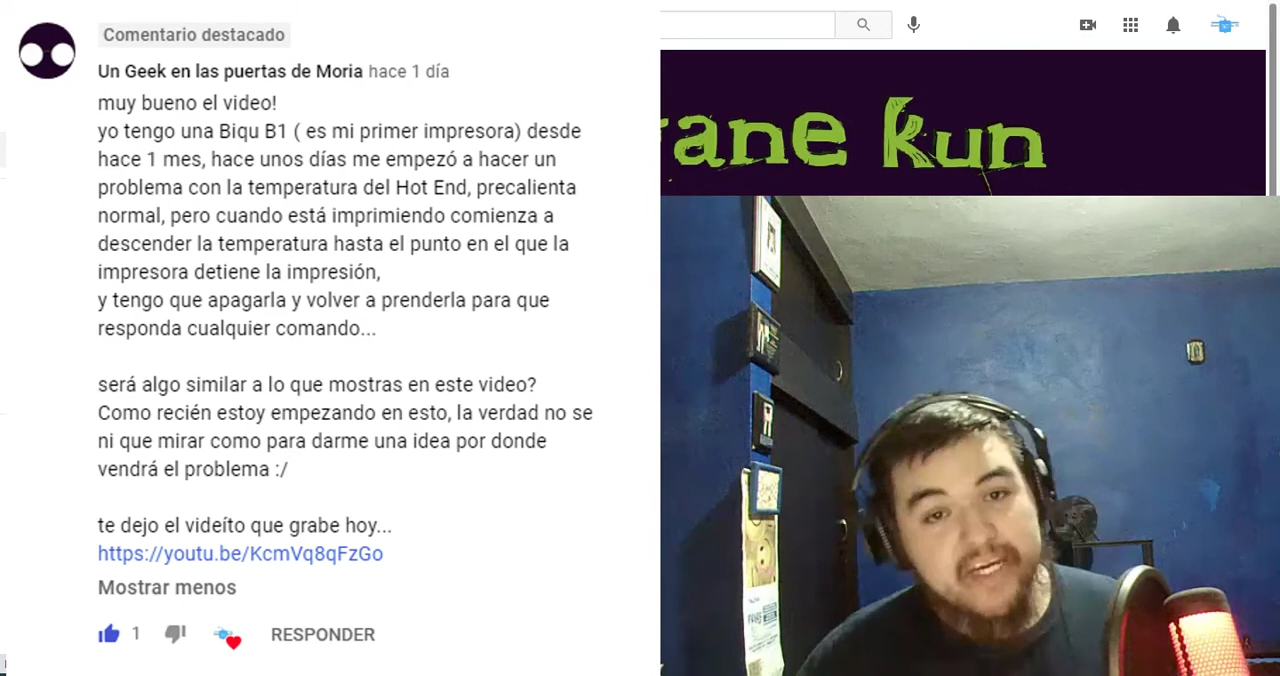 Comentario destacado
Un Geek en las puertas de Moria hace 1 día
muy bueno el video!
yo tengo una Biqu B1 ( es mi primer impresora) desde
hace 1 mes, hace unos días me empezó a hacer un
problema con la temperatura del Hot End, precalienta
normal, pero cuando está imprimiendo comienza a
descender la temperatura hasta el punto en el que la
impresora detiene la impresión,
y tengo que apagarla y volver a prenderla para que
responda cualquier comando...
será algo similar a lo que mostras en este video?
Como recién estoy empezando en esto, la verdad no se
ni que mirar como para darme una idea por donde
vendrá el problema :/
te dejo el videíto que grabe hoy...
https://youtu.be/KcmVq8qFzGo
Mostrar menos
1
RESPONDER
ane kun